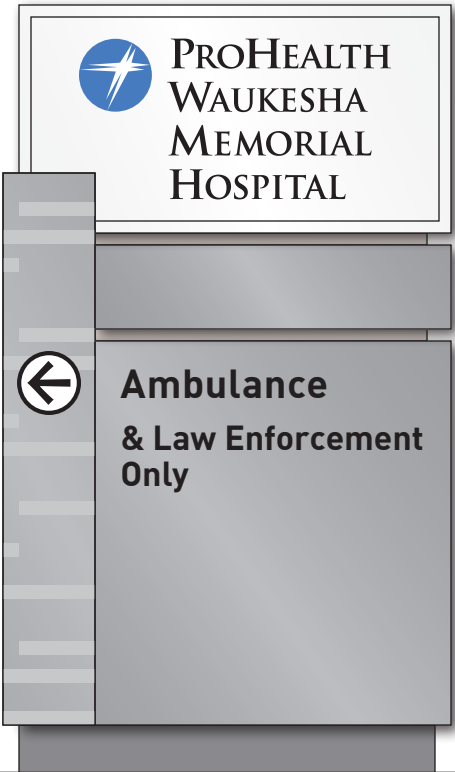 PROHEALTH
WAUKESHA
MEMORIAL
HOSPITAL
Ambulance
& Law Enforcement
Only